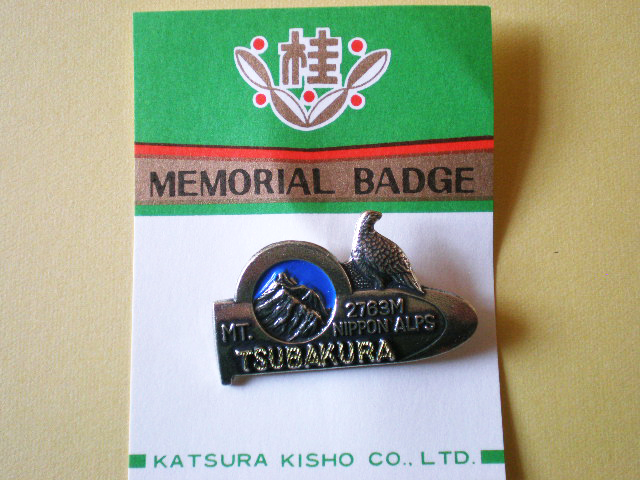 桂
MEMORIAL BADGE
2763M
MT. NIPPON ALPS
TSUBAKURA
KATSURA KISHO CO., LTD.